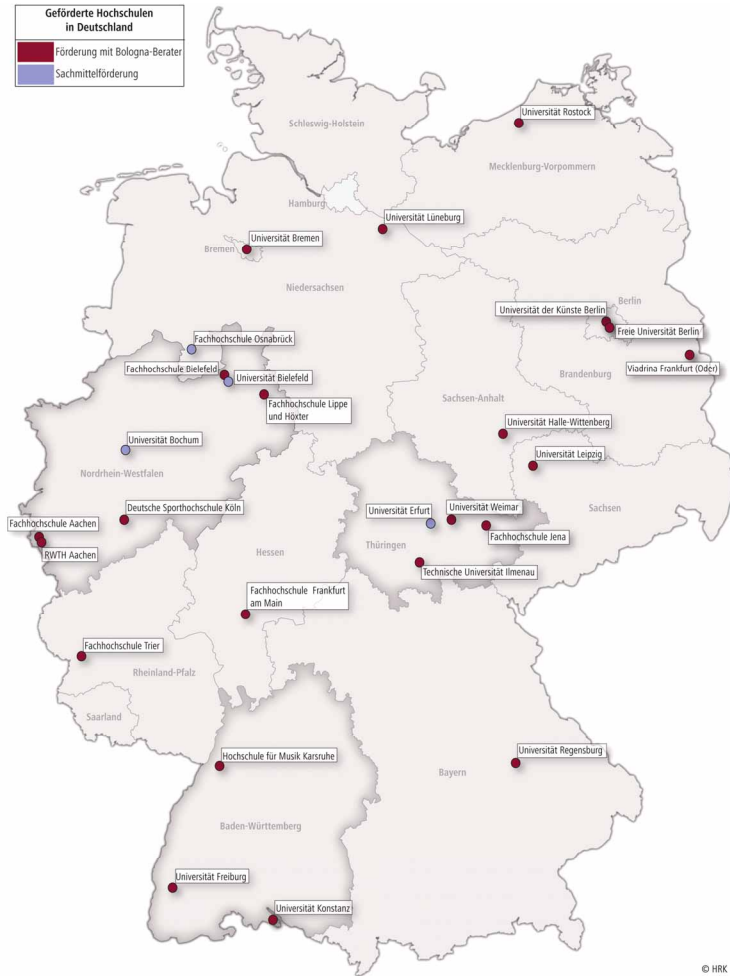 Geförderte Hochschulen
in Deutschland
Förderung mit Bologna-Berater
Sachmittelförderung
Universität Rostock
Schleswig-Holstein
Mecklenburg-Vorpommern
Hamburg
Universität Lüneburg
Universität Bremen
Bremen
Niedersachsen
Berlin
Universität der Künste Berlin
Freie Universität Berlin
Fachhochschule Osnabrück
Viadrina Frankfurt (Oder)
Fachhochschule Bielefeld
Universität Bielefeld
Brandenburg
Fachhochschule Lippe
und Höxter
Sachsen-Anhalt
Universität Halle-Wittenberg
Universität Bochum
Universität Leipzig
Nordrhein-Westfalen
Deutsche Sporthochschule Köln
Universität Erfurt
Universität Weimar
Sachsen
Fachhochschule Aachen
Fachhochschule Jena
RWTH Aachen
Hessen
Thüringen
Technische Universität Ilmenau
Fachhochschule Frankfurt
am Main
Fachhochschule Trier
Rheinland-Pfalz
Saarland
Hochschule für Musik Karsruhe
Universität Regensburg
Bayern
Baden-Württemberg
Universität Freiburg
Universität Konstanz
© HRK